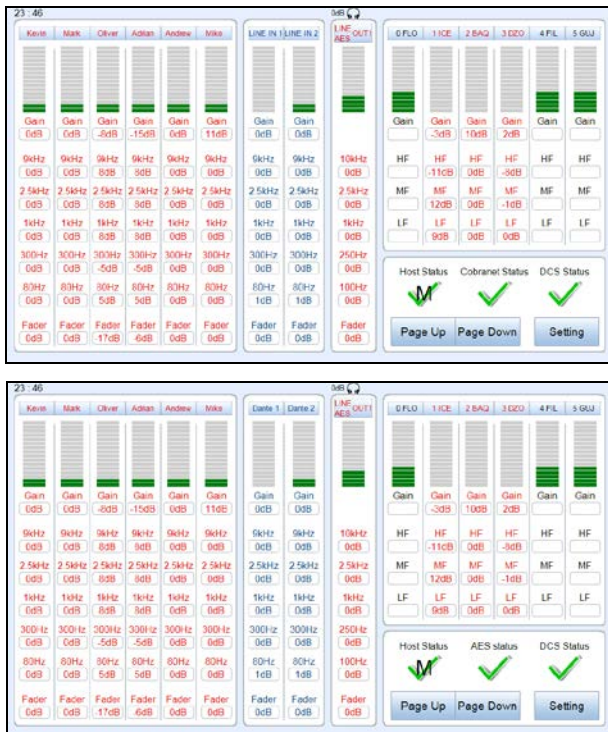 23 : 46 0dB
Kevin Mark Oliver Adrian Andrew Mike LINE IN 1 LINE IN 2 LINE AES OUT1 0 FLO 1 ICE 2 BAQ 3 DZO 4 FIL 5 GUJ
Gain Gain Gain Gain Gain Gain Gain Gain Gain Gain Gain Gain Gain Gain
0dB 0dB -8dB -15dB 0dB 11dB 0dB 0dB -3dB 10dB 2dB
9kHz 9kHz 9kHz 9kHz 9kHz 9kHz 9kHz 9kHz 10kHz HF HF HF HF HF HF
0dB 0dB 8dB 8dB 0dB 0dB 0dB 0dB 0dB -11dB 0dB -8dB
2.5kHz 2.5kHz 2.5kHz 2.5kHz 2.5kHz 2.5kHz 2.5kHz 2.5kHz 2.5kHz MF MF MF MF MF MF
0dB 0dB 8dB 8dB 0dB 0dB 0dB 0dB 0dB 12dB 0dB -1dB
1kHz 1kHz 1kHz 1kHz 1kHz 1kHz 1kHz 1kHz 1kHz LF LF LF LF LF LF
0dB 0dB 8dB 8dB 0dB 0dB 0dB 0dB 0dB 9dB 0dB 0dB
300Hz 300Hz 300Hz 300Hz 300Hz 300Hz 300Hz 300Hz 250Hz
0dB 0dB -5dB -5dB 0dB 0dB 0dB 0dB 0dB
Host Status Cobranet Status DCS Status
80Hz 80Hz 80Hz 80Hz 80Hz 80Hz 80Hz 80Hz 100Hz M
0dB 0dB 5dB 5dB 0dB 0dB 1dB 1dB 0dB
Fader Fader Fader Fader Fader Fader Fader Fader Fader Page Up Page Down Setting
0dB 0dB -17dB -6dB 0dB 0dB 0dB 0dB 0dB
23 : 46 0dB
Kevin Mark Oliver Adrian Andrew Mike Dante 1 Dante 2 LINE AES OUT1 0 FLO 1 ICE 2 BAQ 3 DZO 4 FIL 5 GUJ
Gain Gain Gain Gain Gain Gain Gain Gain Gain Gain Gain Gain Gain Gain
0dB 0dB -8dB -15dB 0dB 11dB 0dB 0dB -3dB 10dB 2dB
9kHz 9kHz 9kHz 9kHz 9kHz 9kHz 9kHz 9kHz 10kHz HF HF HF HF HF HF
0dB 0dB 8dB 8dB 0dB 0dB 0dB 0dB 0dB -11dB 0dB -8dB
2.5kHz 2.5kHz 2.5kHz 2.5kHz 2.5kHz 2.5kHz 2.5kHz 2.5kHz 2.5kHz MF MF MF MF MF MF
0dB 0dB 8dB 8dB 0dB 0dB 0dB 0dB 0dB 12dB 0dB -1dB
1kHz 1kHz 1kHz 1kHz 1kHz 1kHz 1kHz 1kHz 1kHz LF LF LF LF LF LF
0dB 0dB 8dB 8dB 0dB 0dB 0dB 0dB 0dB 9dB 0dB 0dB
300Hz 300Hz 300Hz 300Hz 300Hz 300Hz 300Hz 300Hz 250Hz
0dB 0dB -5dB -5dB 0dB 0dB 0dB 0dB 0dB
Host Status AES status DCS Status
80Hz 80Hz 80Hz 80Hz 80Hz 80Hz 80Hz 80Hz 100Hz M
0dB 0dB 5dB 5dB 0dB 0dB 1dB 1dB 0dB
Fader Fader Fader Fader Fader Fader Fader Fader Fader Page Up Page Down Setting
0dB 0dB -17dB -6dB 0dB 0dB 0dB 0dB 0dB